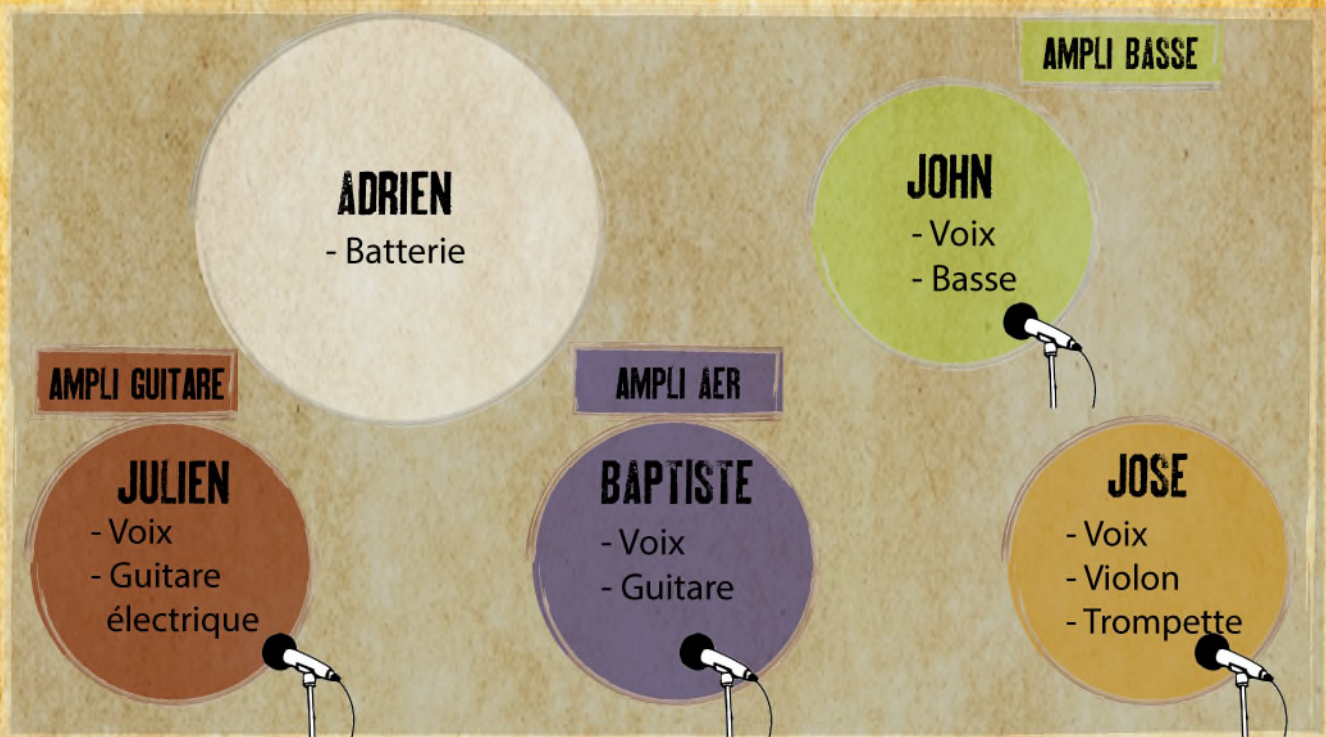 AMPLI BASSE
ADRIEN
- Batterie
JOHN
- Voix
- Basse
AMPLI GUITARE
AMPLI AER
JULIEN
- Voix
- Guitare
électrique
BAPTISTE
- Voix
- Guitare
JOSE
- Voix
- Violon
- Trompette